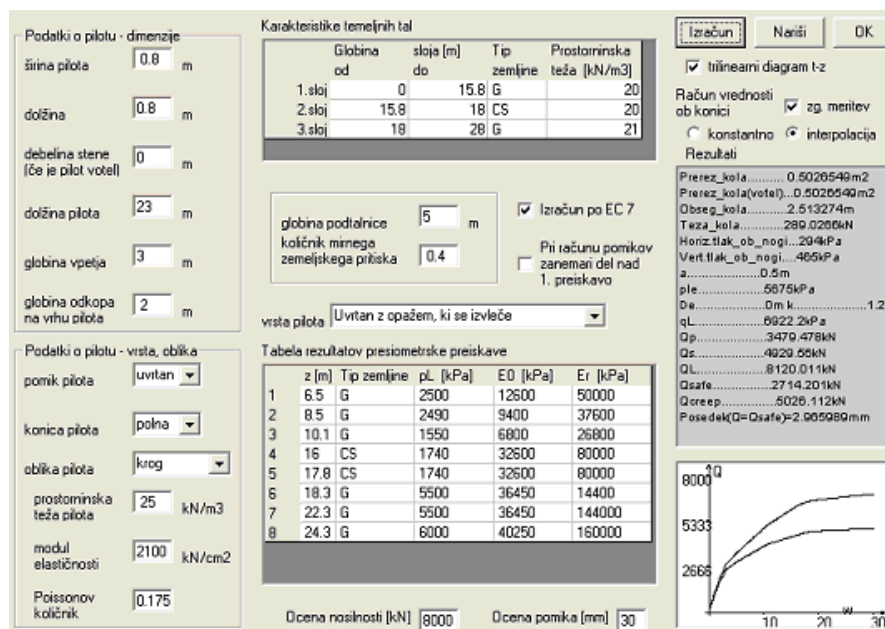 Podatki o pilotu - dimenzije
širina pilota 0.8 m
dolžina 0.8 m
debelina stene (če je pilot votel) 0 m
dolžina pilota 23 m
globina vpetja 3 m
globina odkopa na vrhu pilota 2 m
Podatki o pilotu - vrsta, oblika
pomik pilota uvrtan
konica pilota polna
oblika pilota krog
prostorninska teža pilota 25 kN/m3
modul elastičnosti 2100 kN/cm2
Poissonov količnik 0.175
Karakteristike temeljnih tal
Globina sloja [m] Tip Prostorninska
od do zemljine teža [kN/m3]
1.sloj 0 15.8 G 20
2.sloj 15.8 18 CS 20
3.sloj 18 28 G 21
globina podtalnice 5 m
količnik mirnega zemeljskega pritiska 0.4
Izračun po EC 7
Pri računu pomikov zanemari del nad 1. preiskavo
vrsta pilota Uvrtan z opažem, ki se izvleče
Tabela rezultatov presiometrske preiskave
z [m] Tip zemljine pL [kPa] E0 [kPa] Er [kPa]
1 6.5 G 2500 12600 50000
2 8.5 G 2490 9400 37600
3 10.1 G 1550 6800 26800
4 16 CS 1740 32600 80000
5 17.8 CS 1740 32600 80000
6 18.3 G 5500 36450 14400
7 22.3 G 5500 36450 144000
8 24.3 G 6000 40250 160000
Ocena nosilnosti [kN] 8000 Ocena pomika [mm] 30
Izračun Nariši OK
trilinearni diagram t-z
Račun vrednosti ob konici zg. meritev
konstantno interpolacija
Rezultati
Prerez_kola........... 0.5026549m2
Prerez_kola(votel)...0.5026549m2
Obseg_kola...............2.513274m
Teza_kola................289.0266kN
Horiz.tlak_ob_nogi...294kPa
Vert.tlak_ob_nogi....465kPa
a......................0.5m
ple....................5675kPa
De.....................0m k.....................1.2
qL.....................6922.2kPa
Qp.....................3479.478kN
Qs.....................4929.56kN
QL.....................8120.011kN
Qsafe................2714.201kN
Qcreep...............5026.112kN
Posedek(Q=Qsafe)=2.965989mm
8000 Q
5333
2666
10 20 w 30